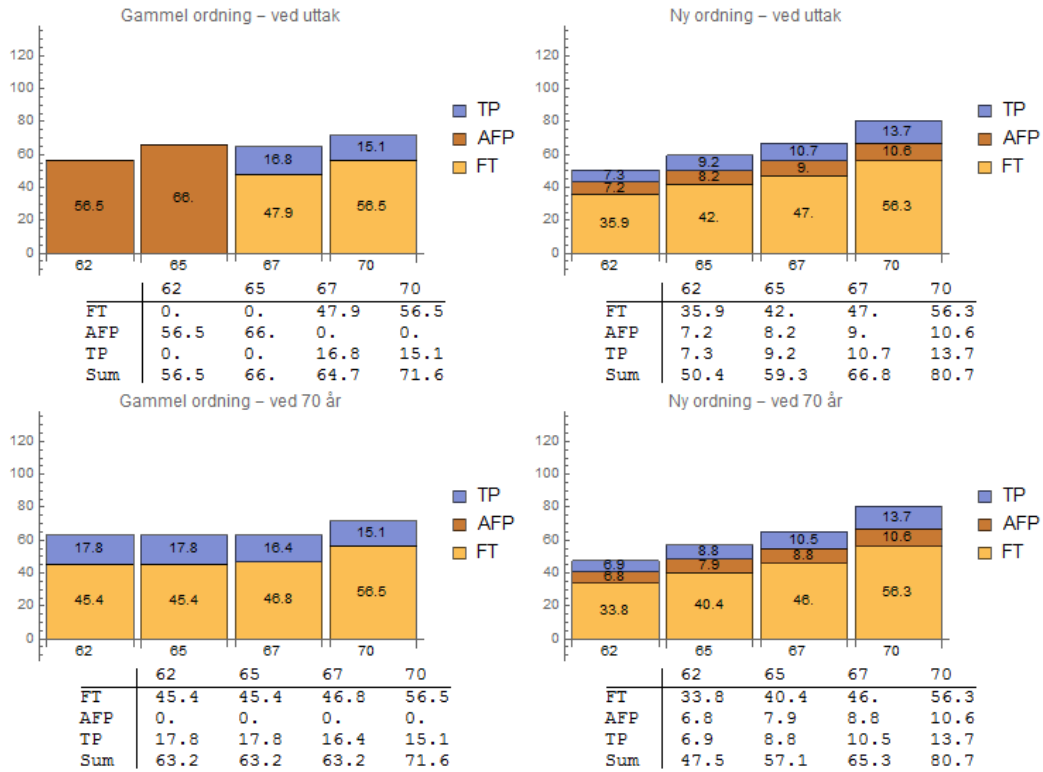 Gammel ordning – ved uttak
120
100
80
60
40
20
0
56.5
66.
16.8
47.9
15.1
56.5
62
65
67
70
TP
AFP
FT
62 65 67 70
FT 0. 0. 47.9 56.5
AFP 56.5 66. 0. 0.
TP 0. 0. 16.8 15.1
Sum 56.5 66. 64.7 71.6
Ny ordning – ved uttak
120
100
80
60
40
20
0
7.3
7.2
35.9
9.2
8.2
42.
10.7
9.
47.
13.7
10.6
56.3
62
65
67
70
TP
AFP
FT
62 65 67 70
FT 35.9 42. 47. 56.3
AFP 7.2 8.2 9. 10.6
TP 7.3 9.2 10.7 13.7
Sum 50.4 59.3 66.8 80.7
Gammel ordning – ved 70 år
120
100
80
60
40
20
0
17.8
45.4
17.8
45.4
16.4
46.8
15.1
56.5
62
65
67
70
TP
AFP
FT
62 65 67 70
FT 45.4 45.4 46.8 56.5
AFP 0. 0. 0. 0.
TP 17.8 17.8 16.4 15.1
Sum 63.2 63.2 63.2 71.6
Ny ordning – ved 70 år
120
100
80
60
40
20
0
6.9
6.8
33.8
8.8
7.9
40.4
10.5
8.8
46.
13.7
10.6
56.3
62
65
67
70
TP
AFP
FT
62 65 67 70
FT 33.8 40.4 46. 56.3
AFP 6.8 7.9 8.8 10.6
TP 6.9 8.8 10.5 13.7
Sum 47.5 57.1 65.3 80.7